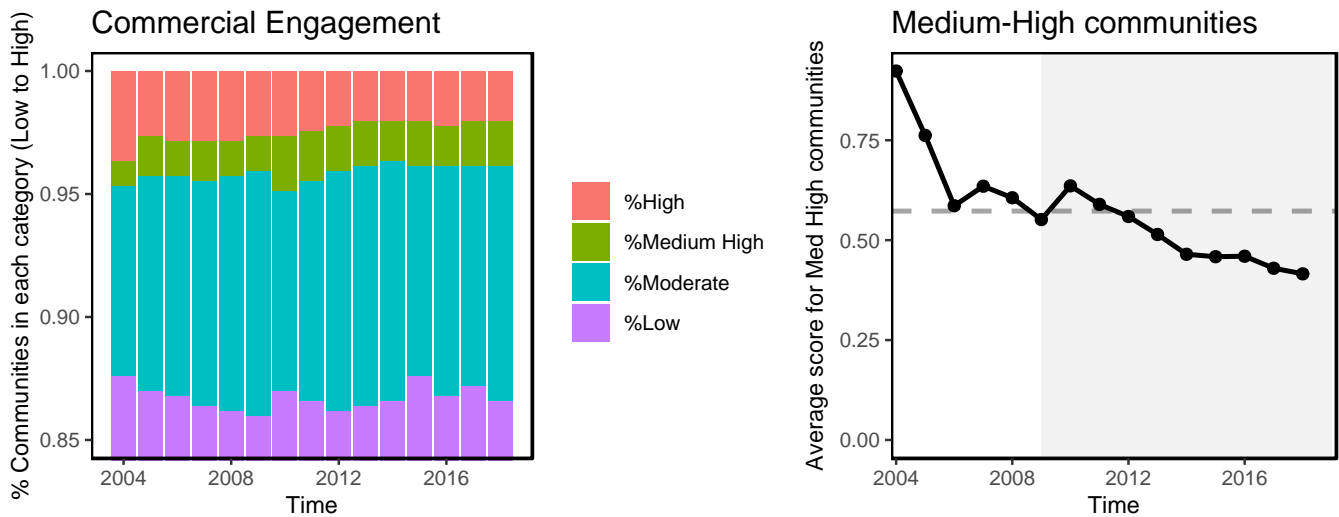 Commercial Engagement
% Communities in each category (Low to High)
1.00
0.95
0.90
0.85
2004
2008
2012
2016
Time
%High
%Medium High
%Moderate
%Low
Medium-High communities
Average score for Med High communities
0.75
0.50
0.25
0.00
2004
2008
2012
2016
Time